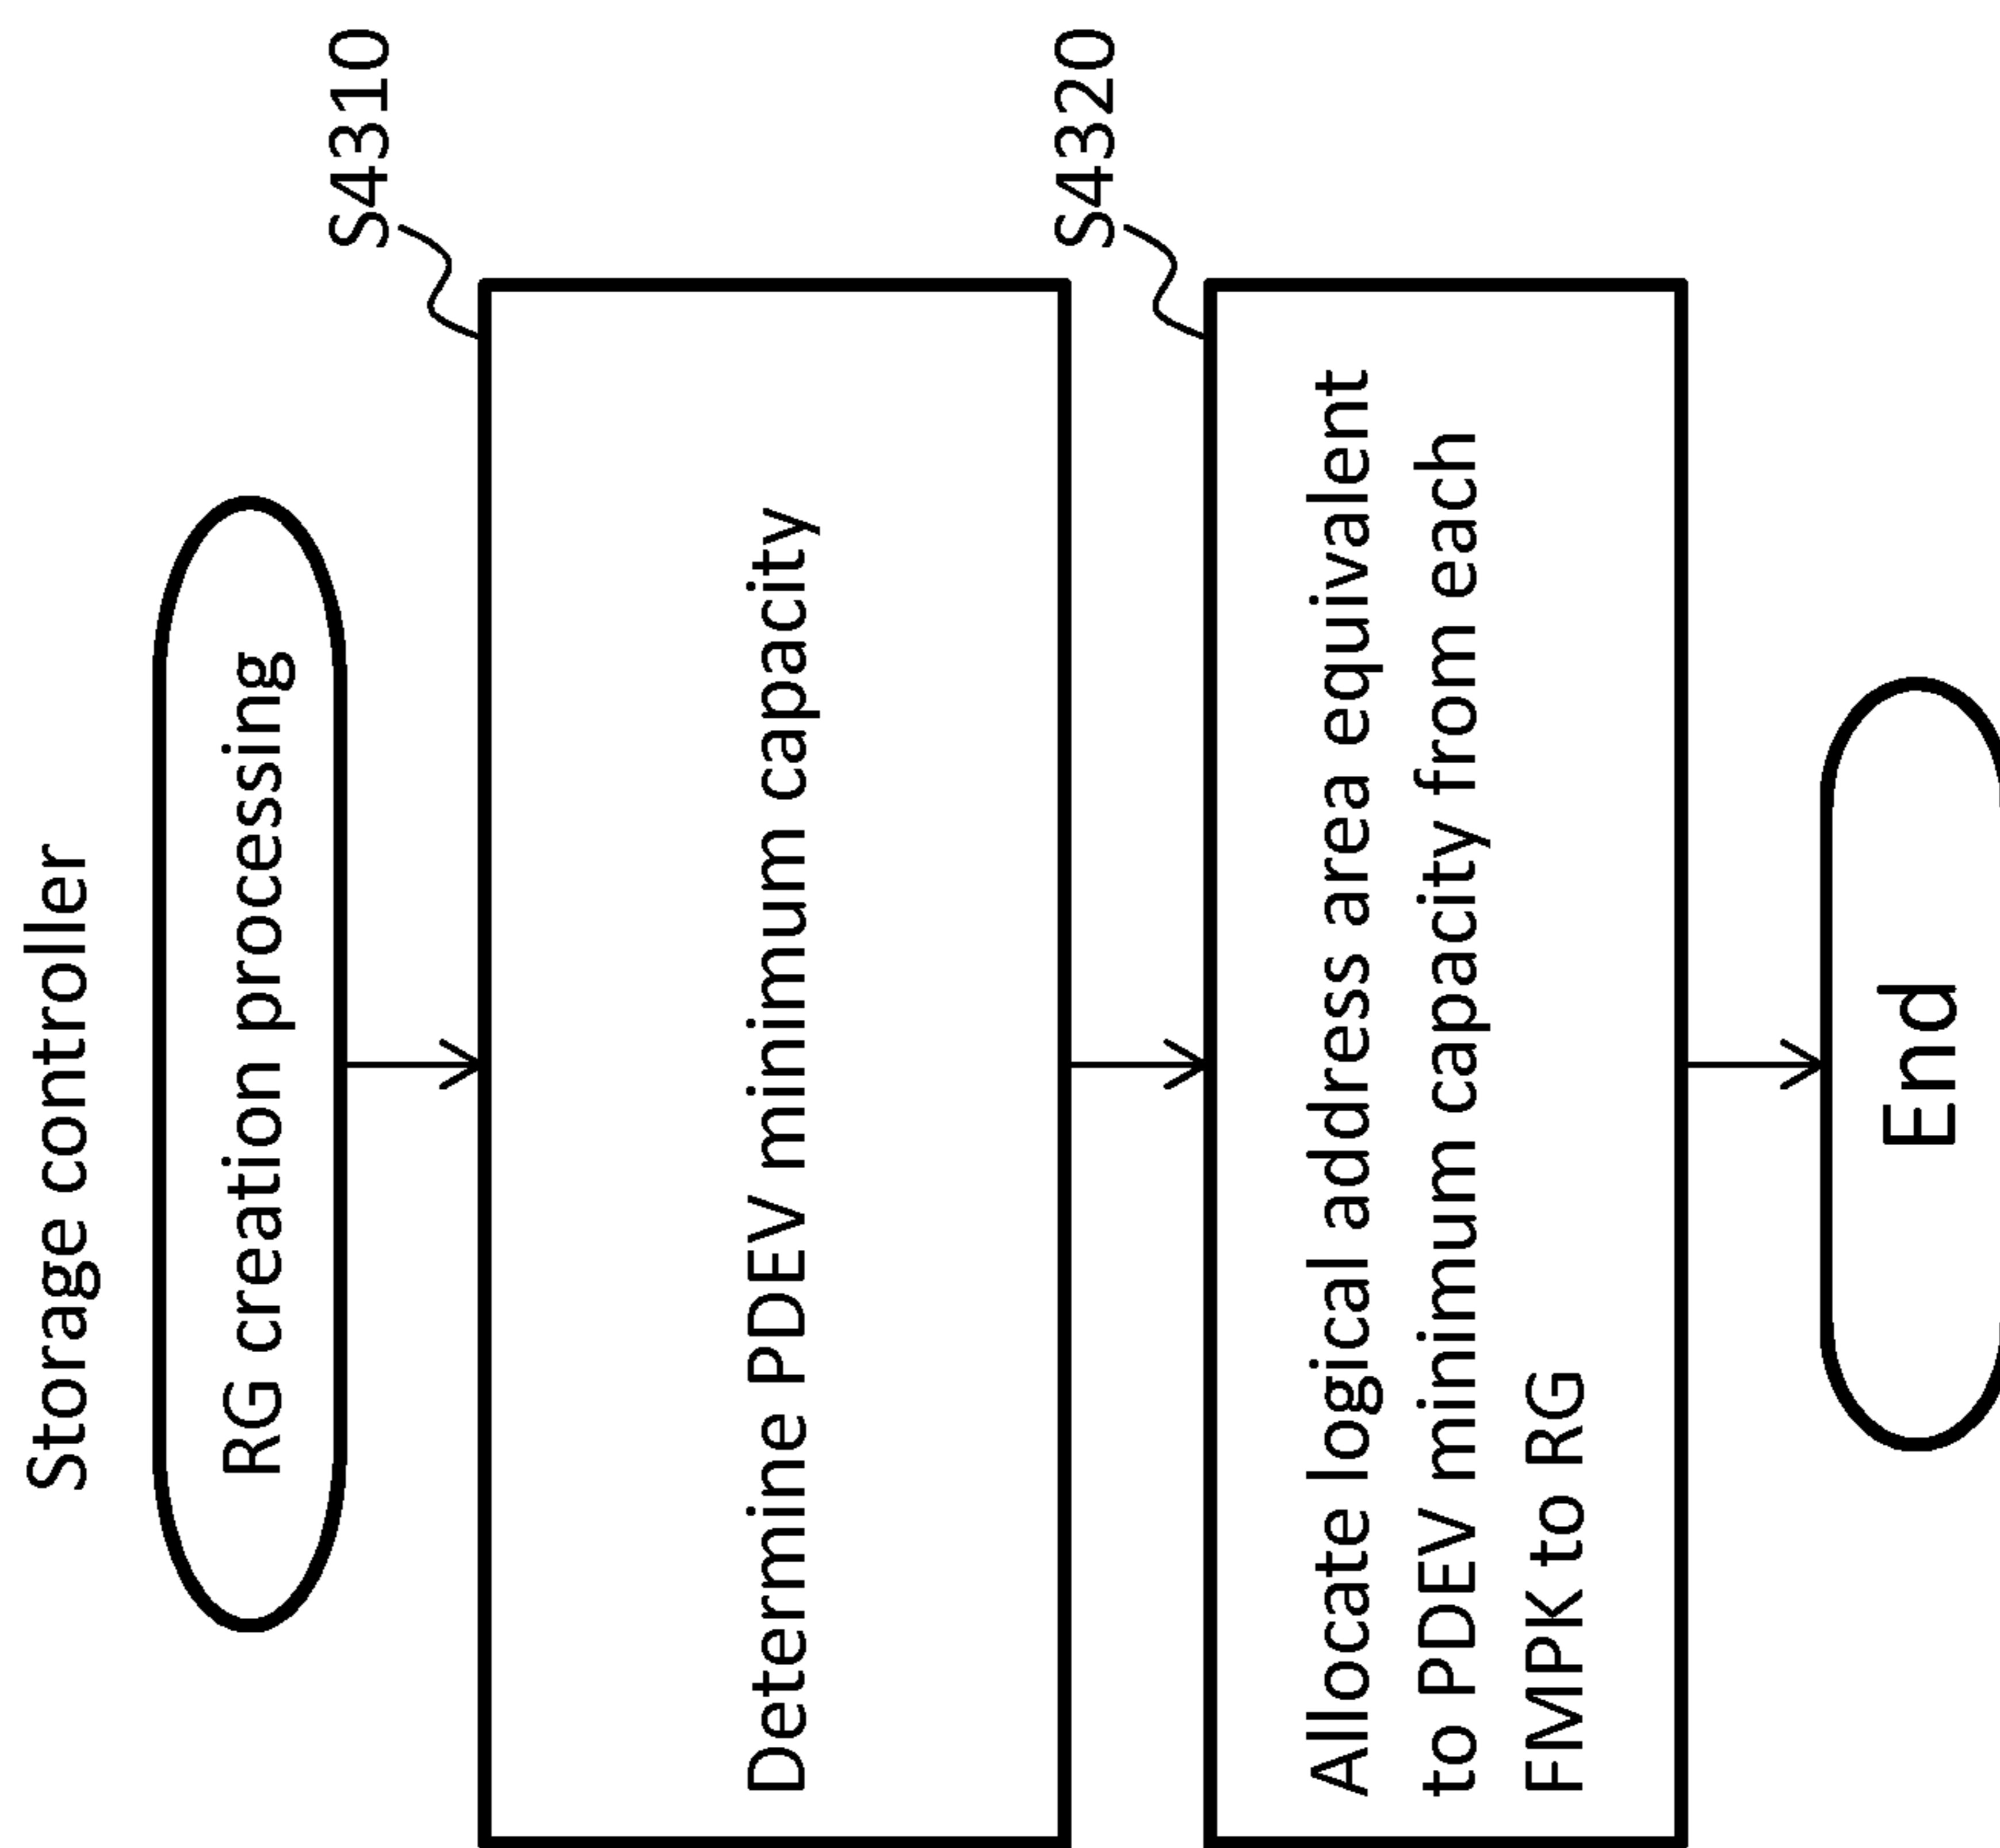 Storage controller
RG creation processing
S4310
Determine PDEV minimum capacity
S4320
Allocate logical address area equivalent
to PDEV minimum capacity from each
FMPK to RG
End